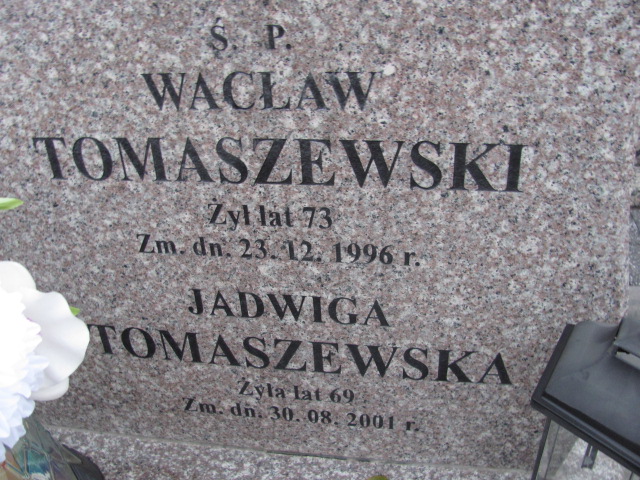 Ś. P.
WACŁAW
TOMASZEWSKI
Żył lat 73
Zm. dn. 23. 12. 1996 r.
JADWIGA
TOMASZEWSKA
Żyła lat 69
Zm. dn. 30. 08. 2001 r.